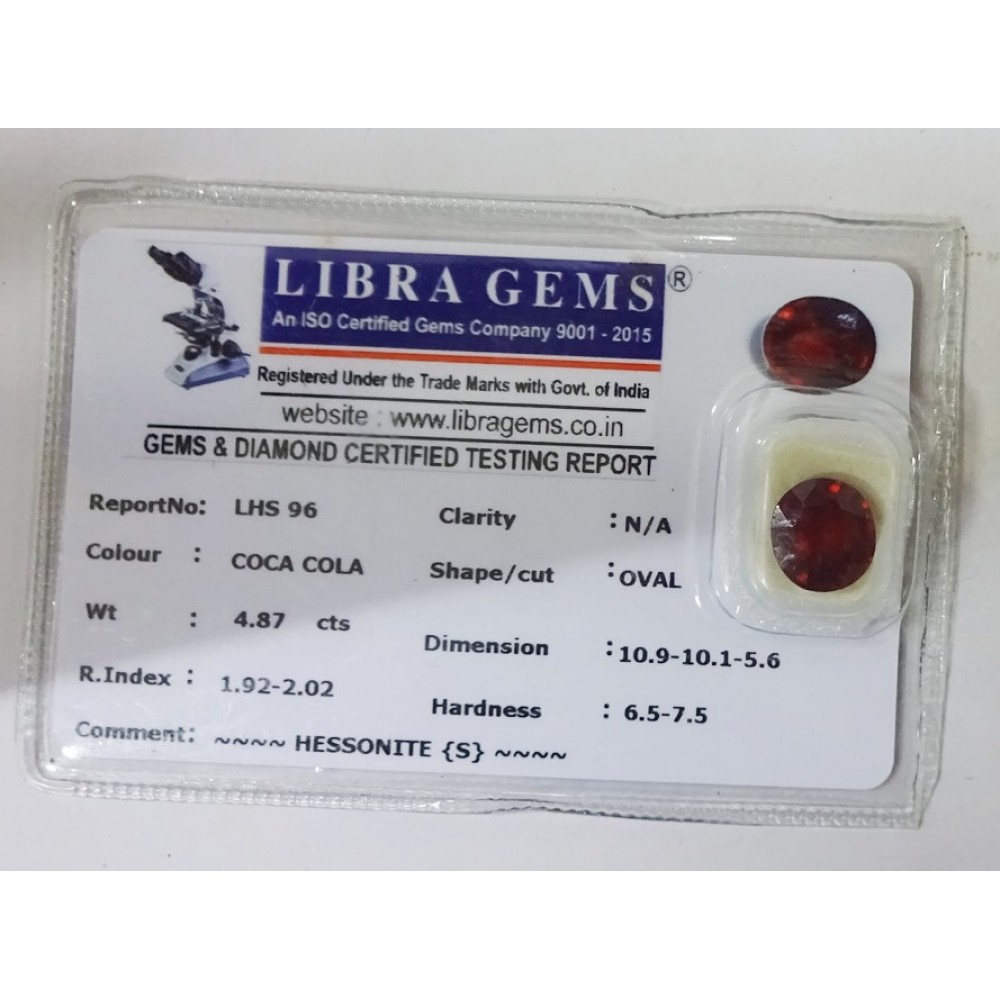 LIBRA GEMS ®
An ISO Certified Gems Company 9001 - 2015
Registered Under the Trade Marks with Govt. of India
website : www.libragems.co.in
GEMS & DIAMOND CERTIFIED TESTING REPORT
ReportNo: LHS 96
Colour : COCA COLA
Wt : 4.87 cts
R.Index : 1.92-2.02
Clarity : N/A
Shape/cut : OVAL
Dimension : 10.9-10.1-5.6
Hardness : 6.5-7.5
Comment: ~~~~ HESSONITE {S} ~~~~